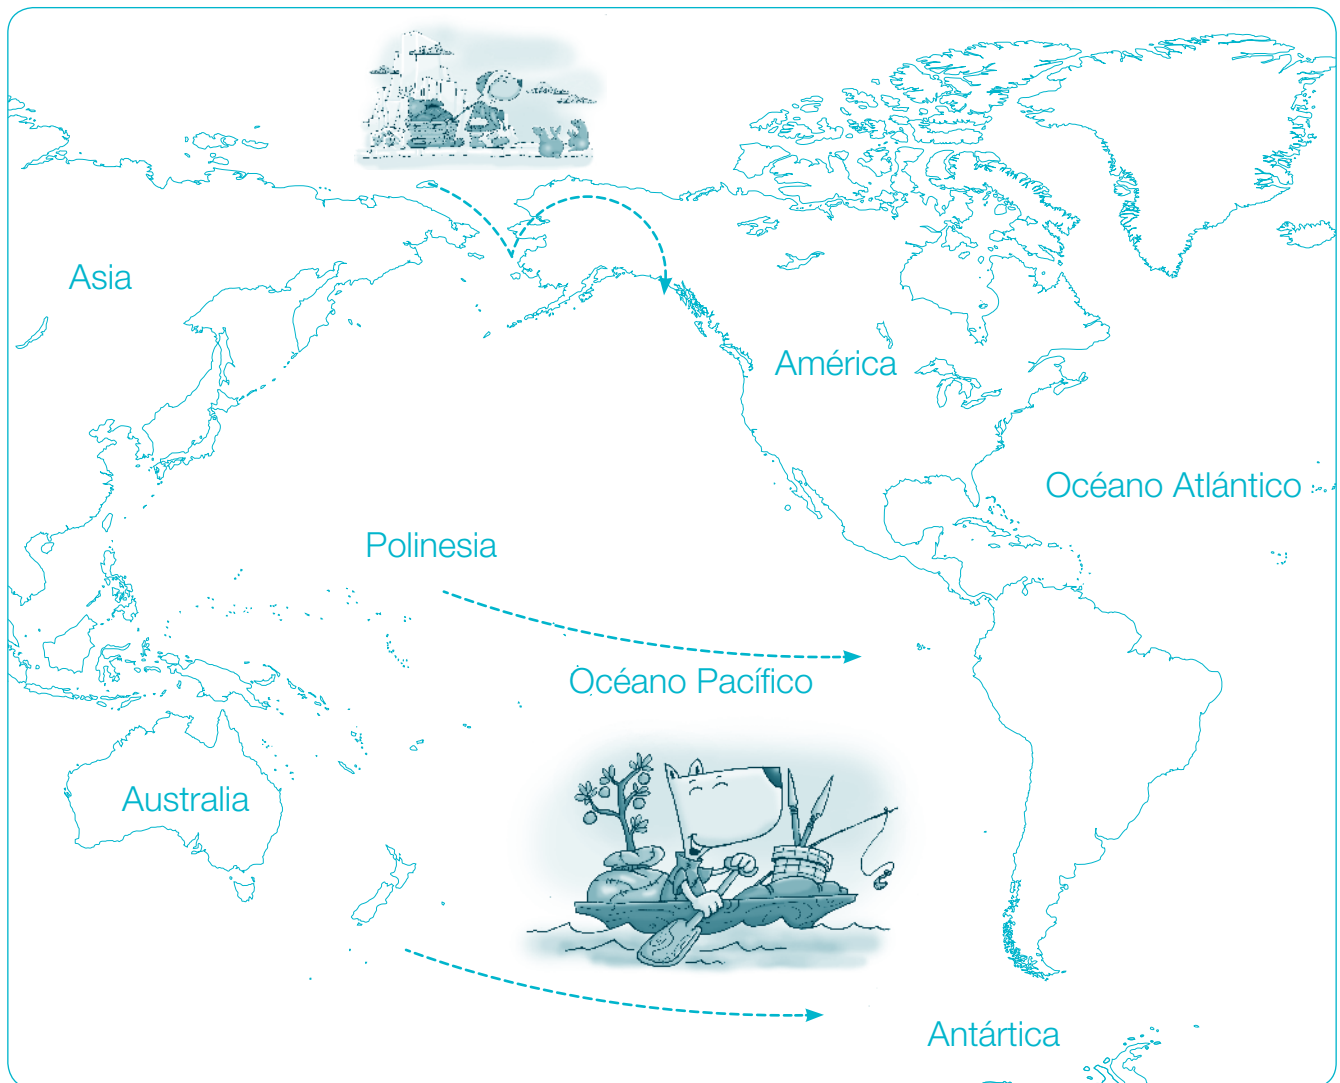 Asia
América
Océano Atlántico
Polinesia
Océano Pacífico
Australia
Antártica